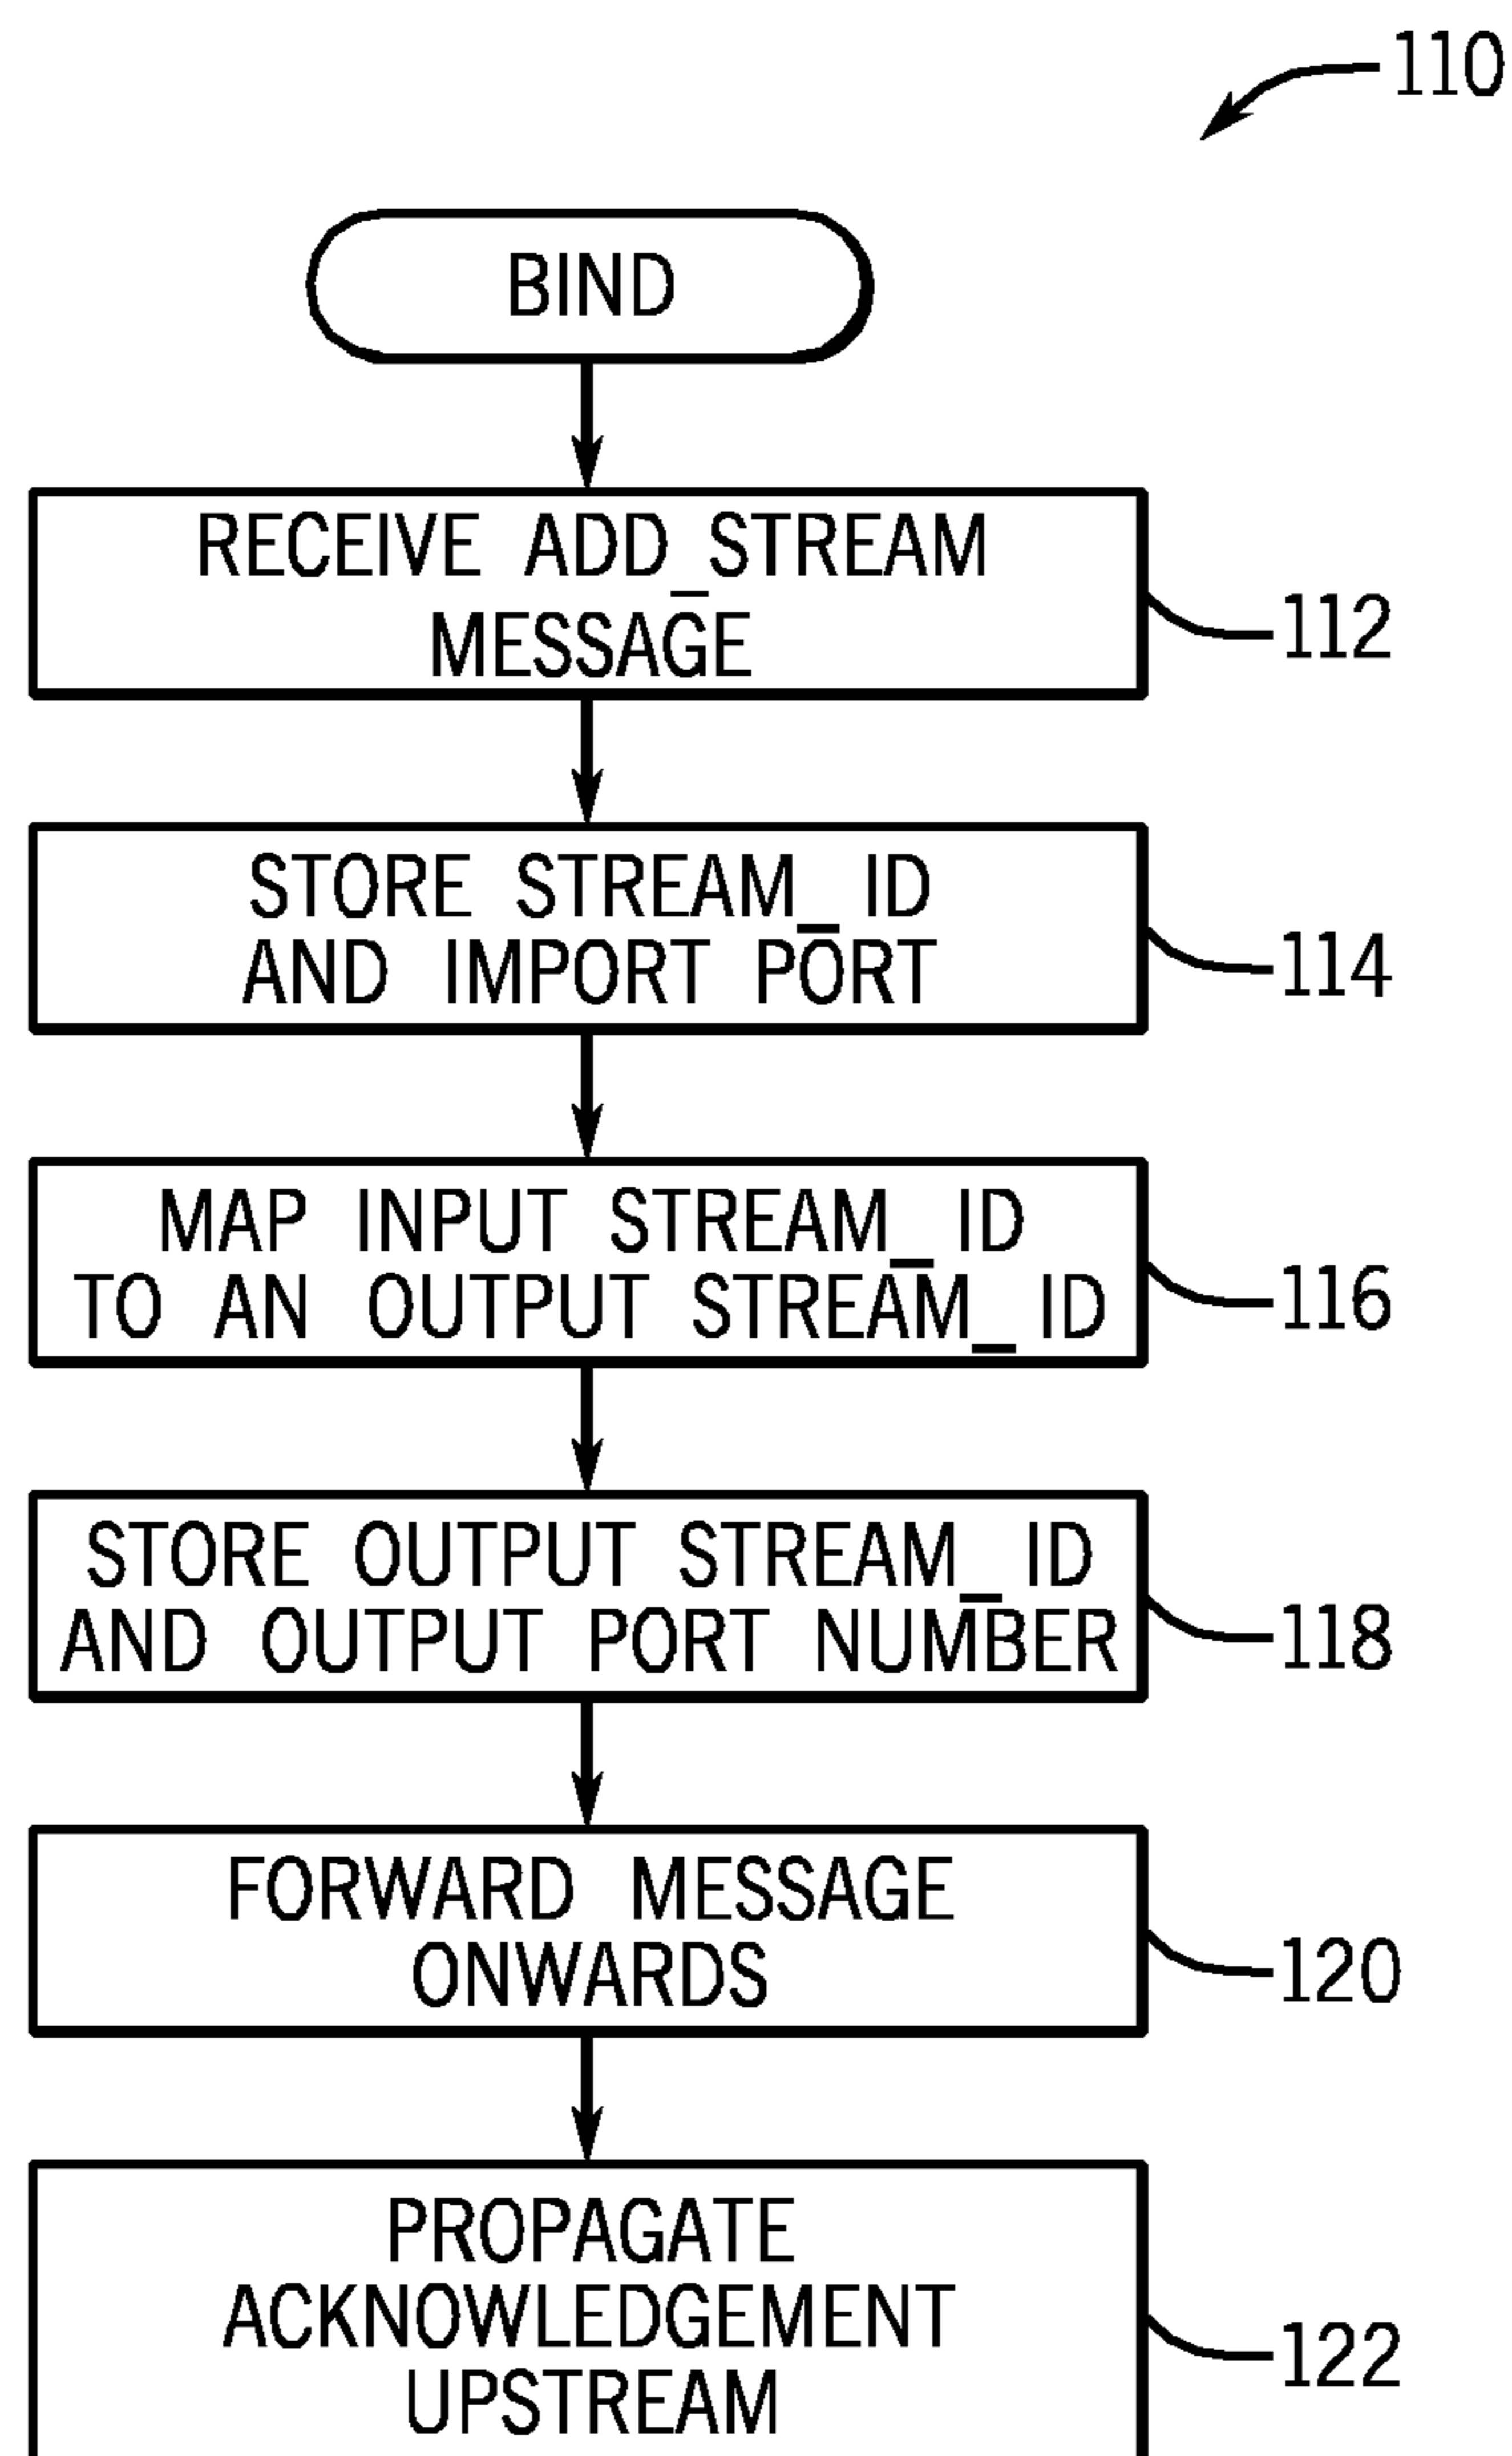 110
BIND
RECEIVE ADD_STREAM
MESSAGE
112
STORE STREAM_ID
AND IMPORT PORT
114
MAP INPUT STREAM_ID
TO AN OUTPUT STREAM_ID
116
STORE OUTPUT STREAM_ID
AND OUTPUT PORT NUMBER
118
FORWARD MESSAGE
ONWARDS
120
PROPAGATE
ACKNOWLEDGEMENT
UPSTREAM
122